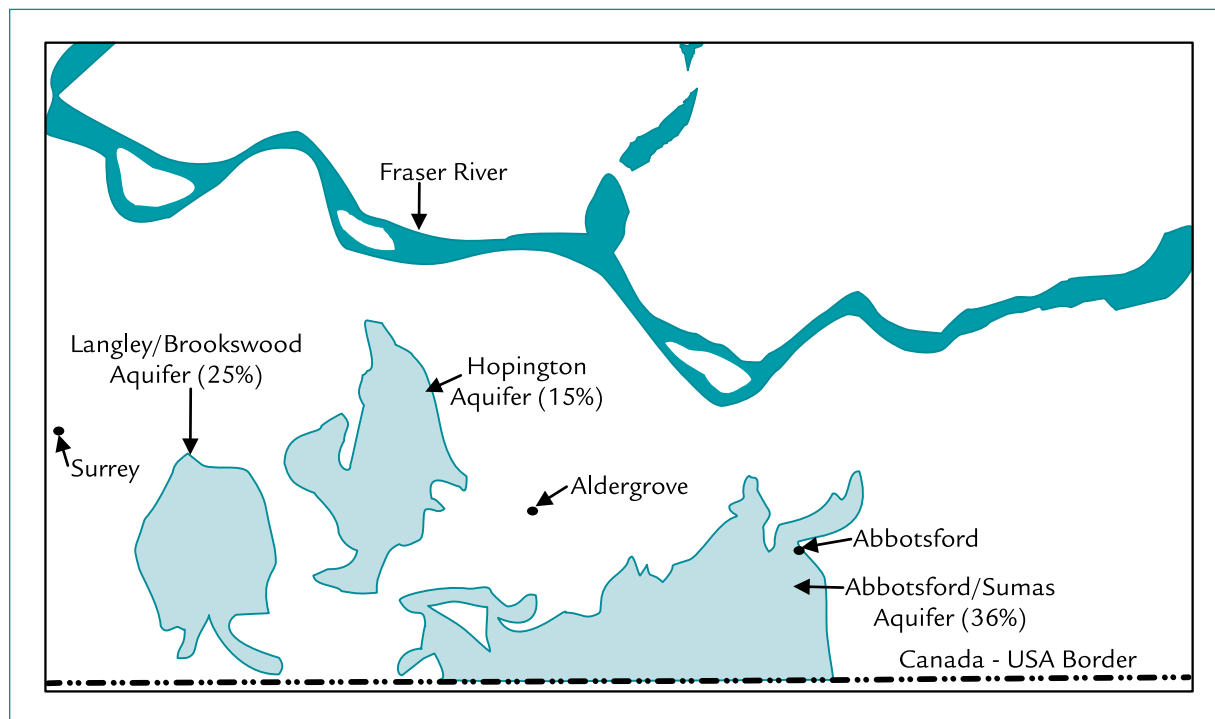 Fraser River
Langley/Brookswood
Aquifer (25%)
Hopington
Aquifer (15%)
Surrey
Aldergrove
Abbotsford
Abbotsford/Sumas
Aquifer (36%)
Canada - USA Border